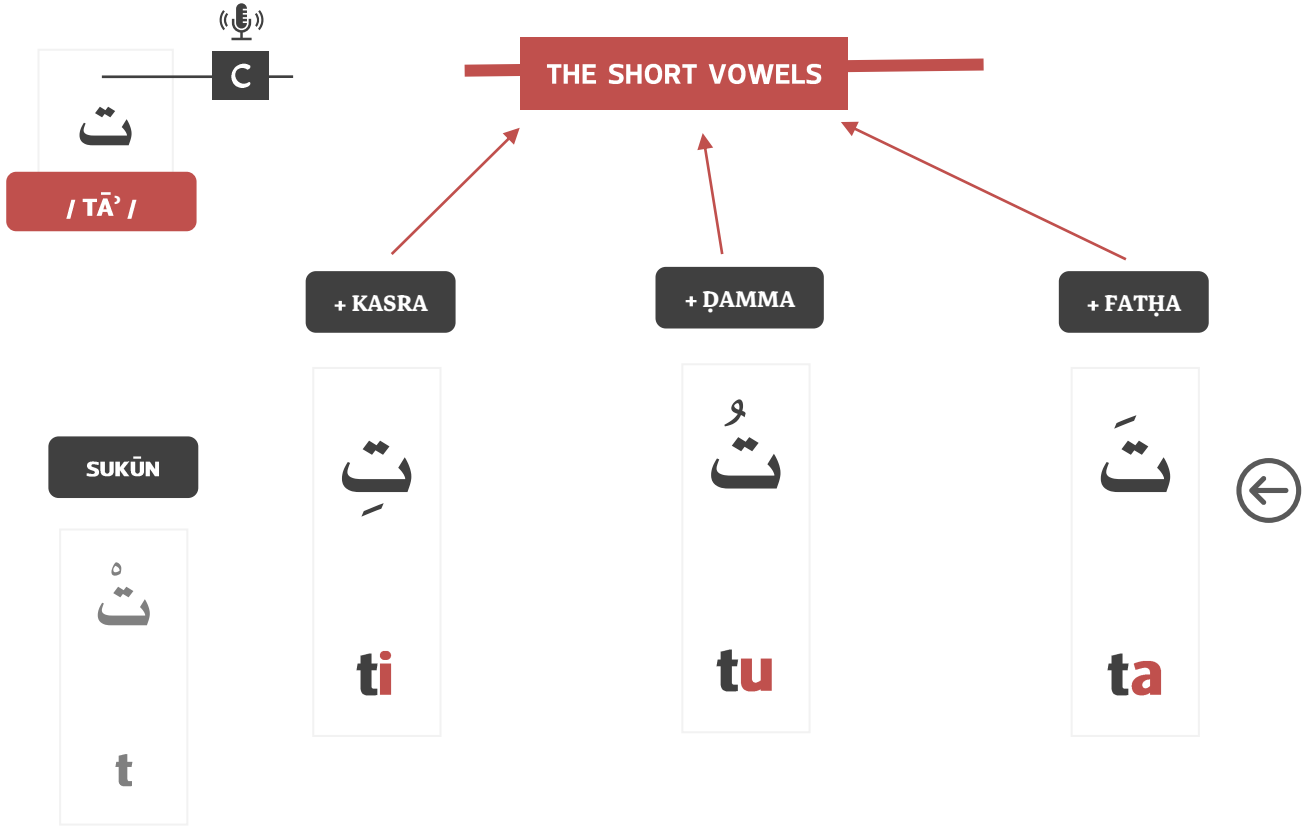 C
THE SHORT VOWELS
ت
/ TĀʾ /
+ KASRA
+ ḌAMMA
+ FATḤA
تِ
تُ
تَ
SUKŪN
تْ
ti
tu
ta
t